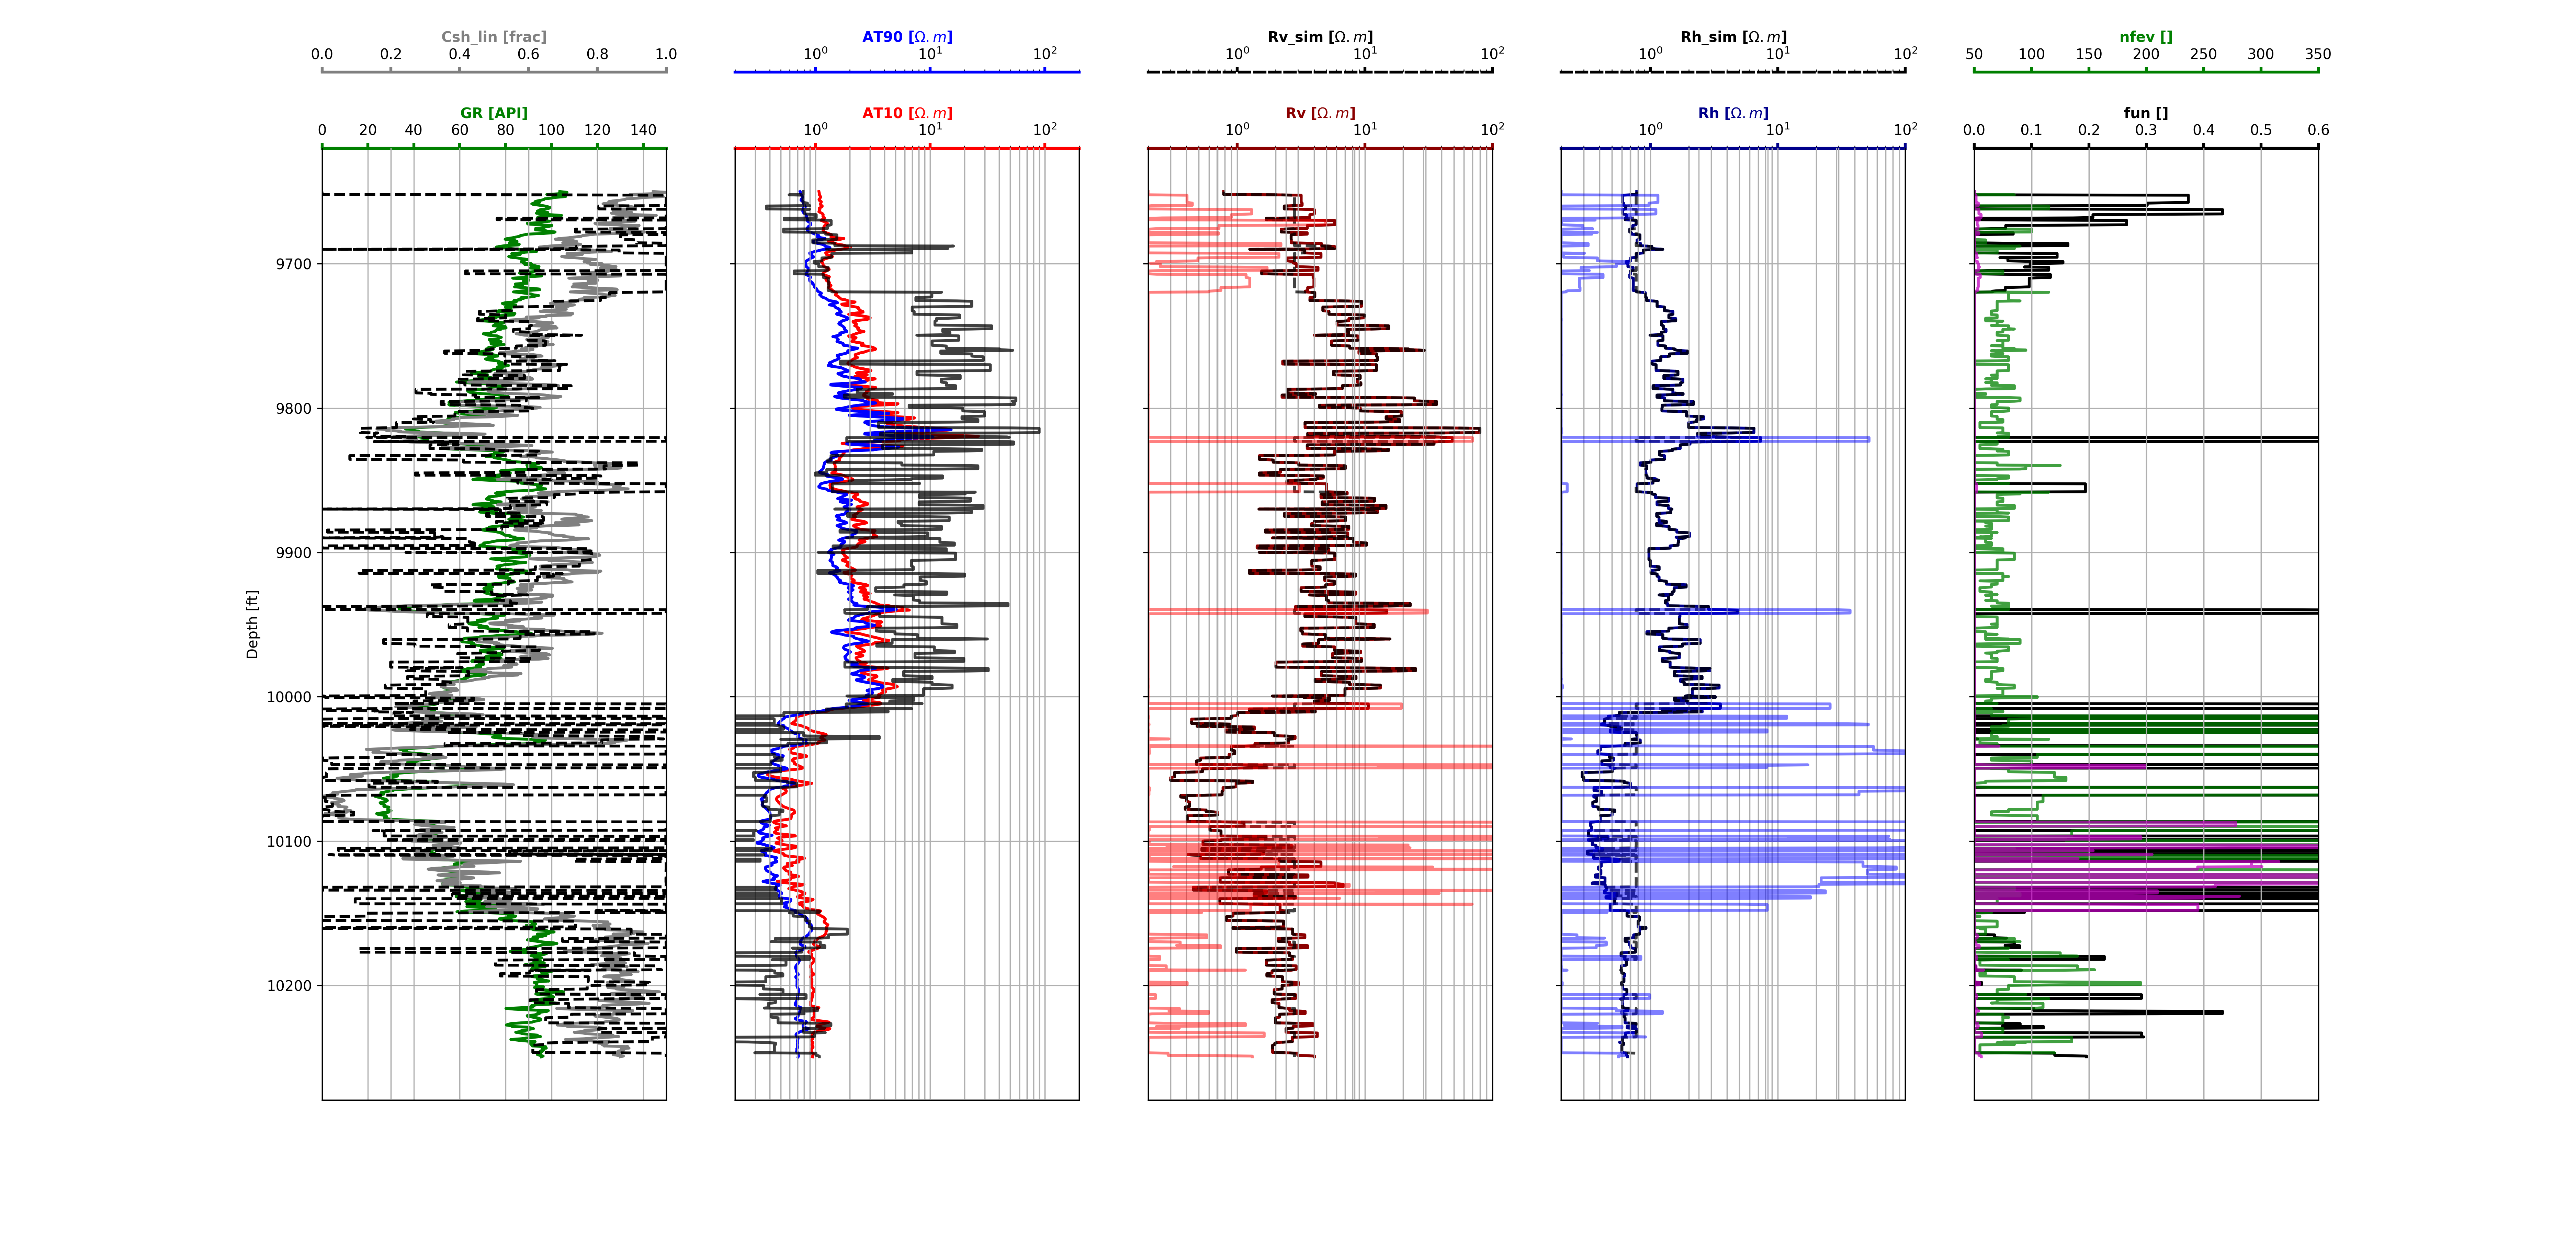 Csh_lin [frac] AT90 [Ω.m] Rv_sim [Ω.m] Rh_sim [Ω.m] nfev []
0.0 0.2 0.4 0.6 0.8 1.0 10⁰ 10¹ 10² 10⁰ 10¹ 10² 10⁰ 10¹ 10² 50 100 150 200 250 300 350
GR [API] AT10 [Ω.m] Rv [Ω.m] Rh [Ω.m] fun []
0 20 40 60 80 100 120 140 10⁰ 10¹ 10² 10⁰ 10¹ 10² 10⁰ 10¹ 10² 0.0 0.1 0.2 0.3 0.4 0.5 0.6
9700
9800
9900
Depth [ft]
10000
10100
10200